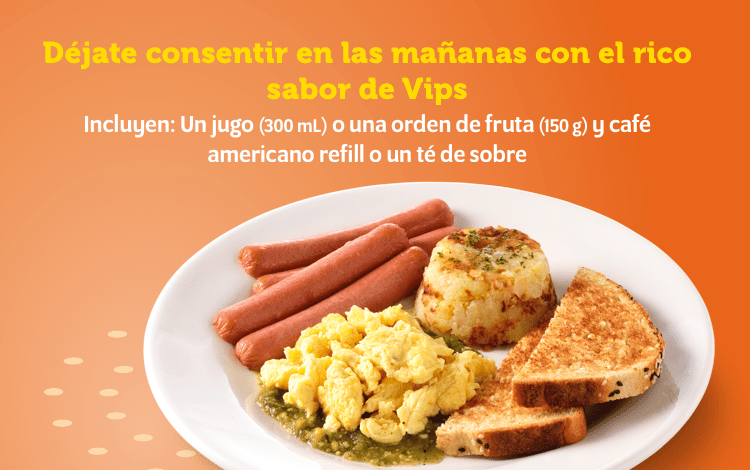 Déjate consentir en las mañanas con el rico
sabor de Vips
Incluyen: Un jugo (300 mL) o una orden de fruta (150 g) y café
americano refill o un té de sobre